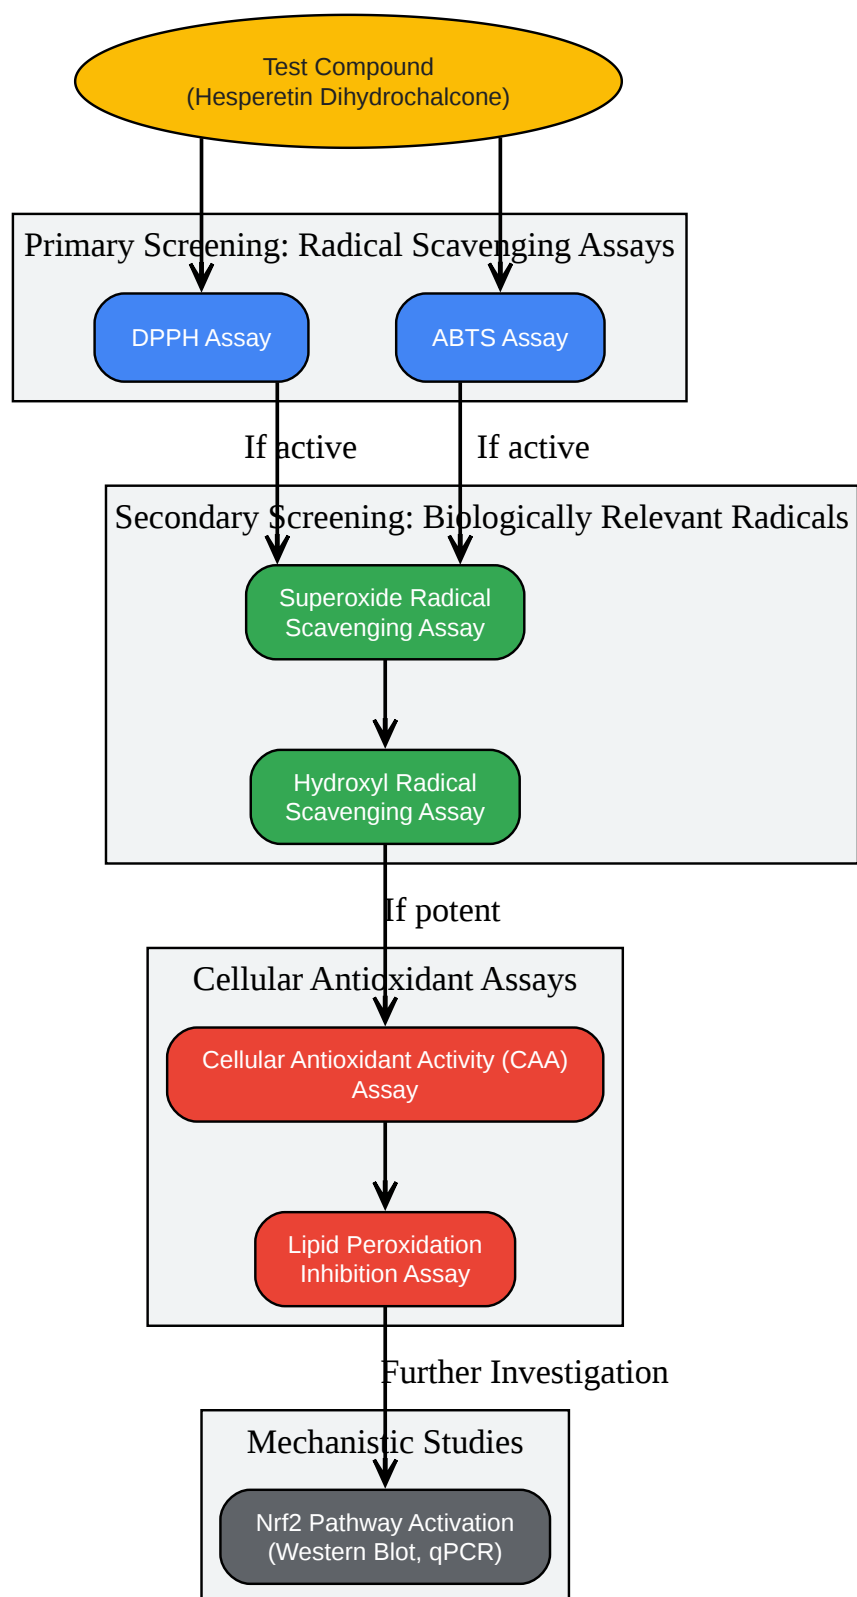 Test Compound
(Hesperetin Dihydrochalcone)
Primary Screening: Radical Scavenging Assays
DPPH Assay
ABTS Assay
If active
If active
Secondary Screening: Biologically Relevant Radicals
Superoxide Radical
Scavenging Assay
Hydroxyl Radical
Scavenging Assay
If potent
Cellular Antioxidant Assays
Cellular Antioxidant Activity (CAA)
Assay
Lipid Peroxidation
Inhibition Assay
Further Investigation
Mechanistic Studies
Nrf2 Pathway Activation
(Western Blot, qPCR)